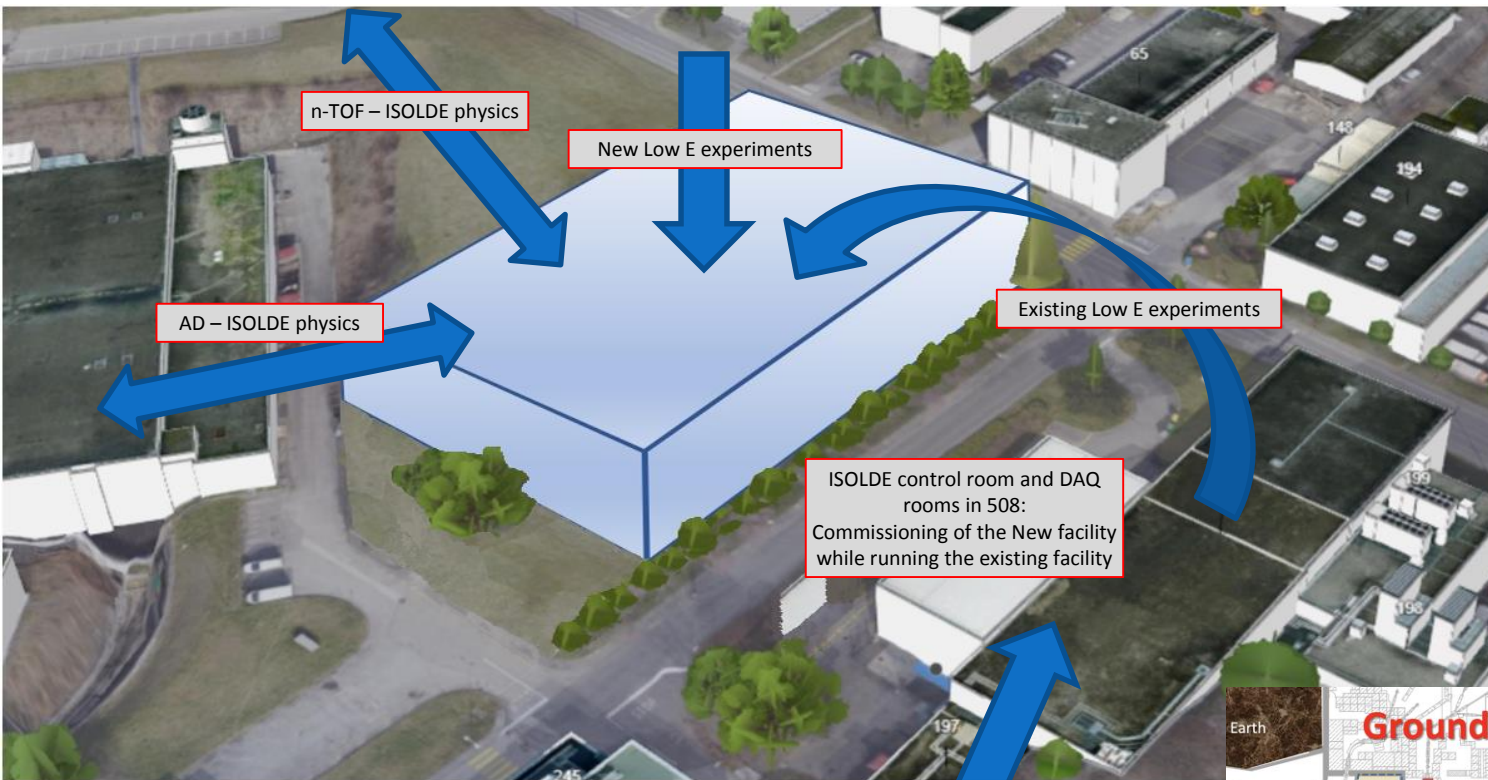 65
n-TOF – ISOLDE physics
New Low E experiments
148
194
AD – ISOLDE physics
Existing Low E experiments
ISOLDE control room and DAQ
rooms in 508:
Commissioning of the New facility
while running the existing facility
199
198
197
Earth
Ground
245